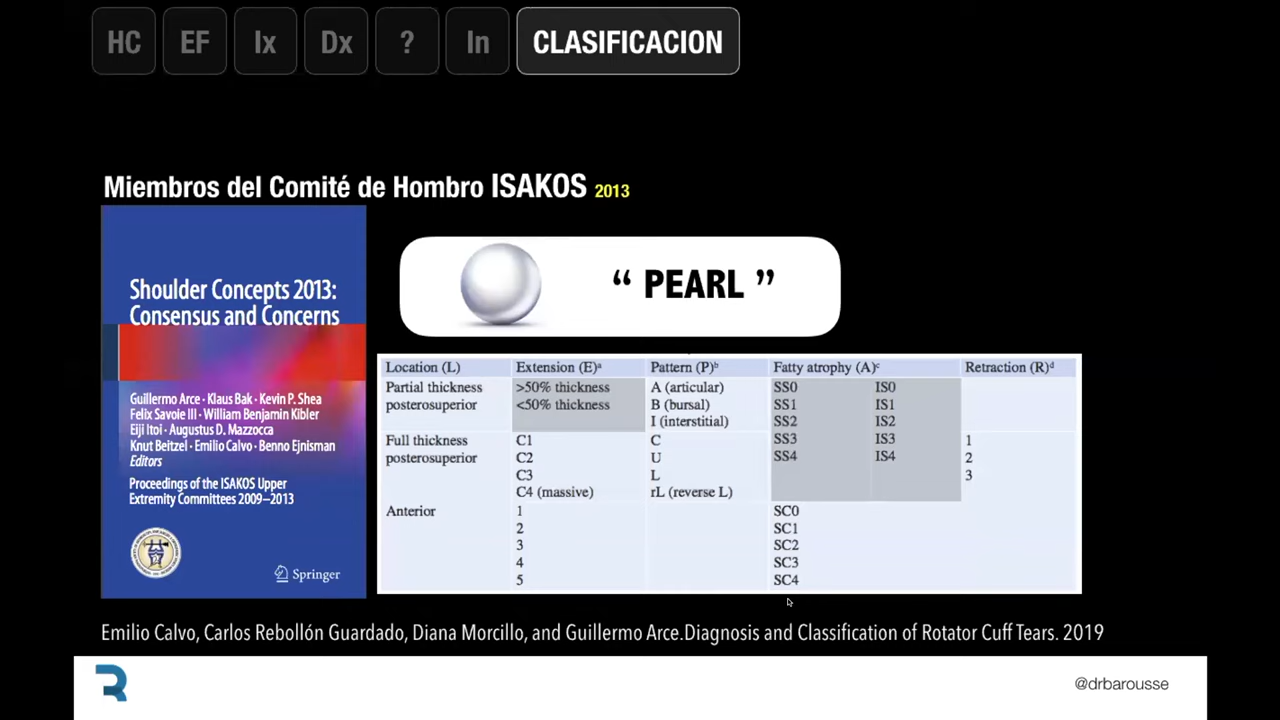 HC EF Ix Dx ? In CLASIFICACION
Miembros del Comité de Hombro ISAKOS 2013
Shoulder Concepts 2013:
Consensus and Concerns
Guillermo Arce · Klaus Bak · Kevin P. Shea
Felix Savoie III · William Benjamin Kibler
Eiji Itoi · Augustus D. Mazzocca
Knut Beitzel · Emilio Calvo · Benno Ejnisman
Editors
Proceedings of the ISAKOS Upper
Extremity Committees 2009–2013
Springer
“ PEARL ”
Location (L) Extension (E)a Pattern (P)b Fatty atrophy (A)c Retraction (R)d
Partial thickness >50% thickness A (articular) SS0 IS0
posterosuperior <50% thickness B (bursal) SS1 IS1
I (interstitial) SS2 IS2
Full thickness C1 C SS3 IS3 1
posterosuperior C2 U SS4 IS4 2
C3 L 3
C4 (massive) rL (reverse L)
Anterior 1 SC0
2 SC1
3 SC2
4 SC3
5 SC4
Emilio Calvo, Carlos Rebollón Guardado, Diana Morcillo, and Guillermo Arce.Diagnosis and Classification of Rotator Cuff Tears. 2019
@drbarousse